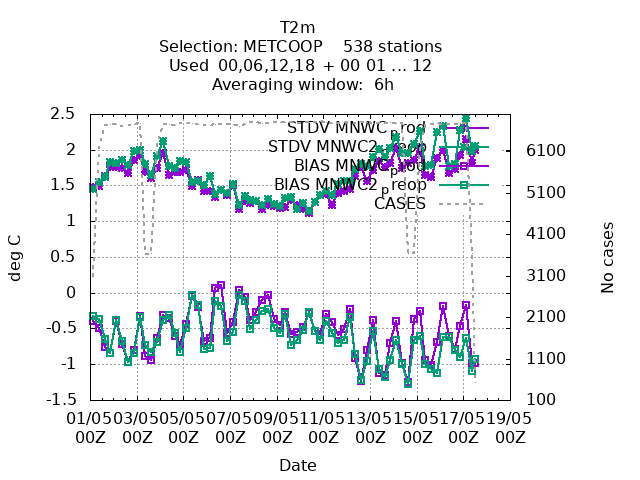 T2m
Selection: METCOOP 538 stations
Used 00,06,12,18 + 00 01 ... 12
Averaging window: 6h
STDV MNWC_prod
STDV MNWC2_preop
BIAS MNWC_prod
BIAS MNWC2_preop
CASES
2.5
2
1.5
1
0.5
0
-0.5
-1
-1.5
deg C
6100
5100
4100
3100
2100
1100
100
No cases
01/05 03/05 05/05 07/05 09/05 11/05 13/05 15/05 17/05 19/05
00Z 00Z 00Z 00Z 00Z 00Z 00Z 00Z 00Z 00Z
Date